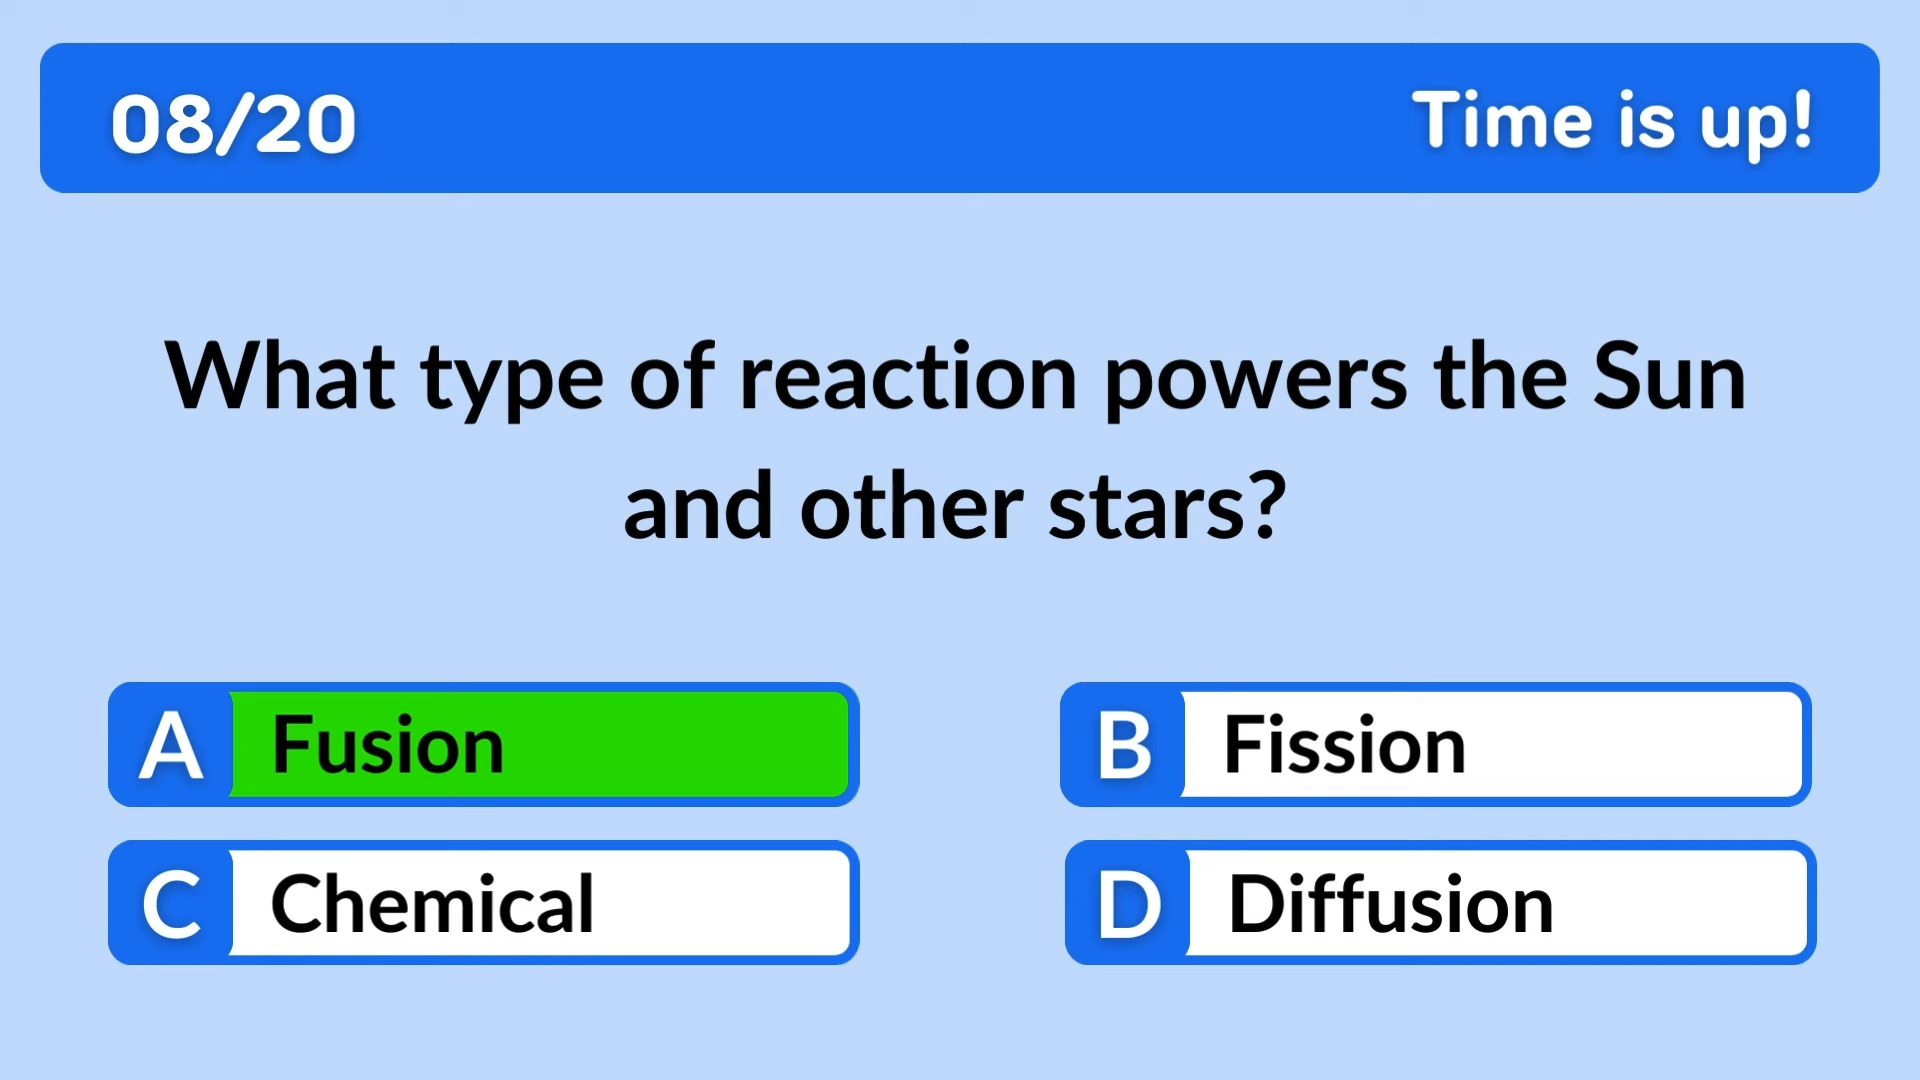 08/20
Time is up!
What type of reaction powers the Sun
and other stars?
A Fusion
B Fission
C Chemical
D Diffusion